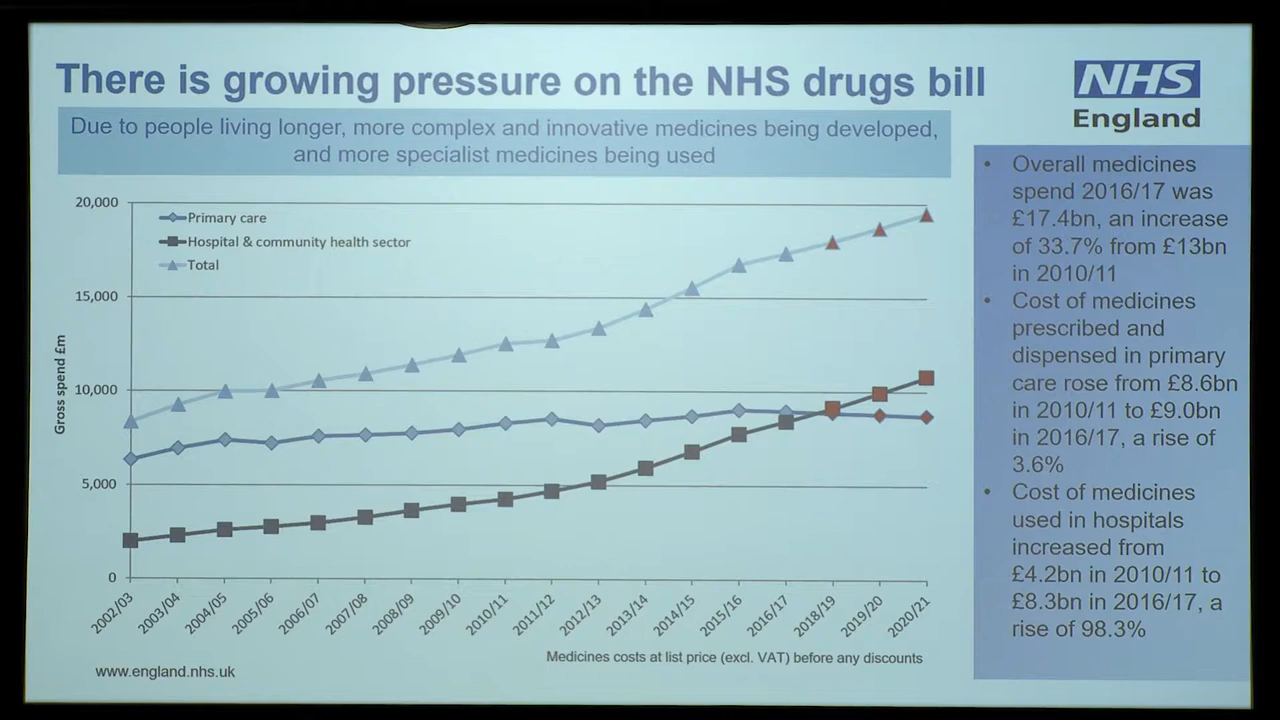 There is growing pressure on the NHS drugs bill
NHS
England
Due to people living longer, more complex and innovative medicines being developed,
and more specialist medicines being used
20,000
15,000
10,000
5,000
0
Gross spend £m
Primary care
Hospital & community health sector
Total
2002/03
2003/04
2004/05
2005/06
2006/07
2007/08
2008/09
2009/10
2010/11
2011/12
2012/13
2013/14
2014/15
2015/16
2016/17
2018/19
2019/20
2020/21
Medicines costs at list price (excl. VAT) before any discounts
www.england.nhs.uk
• Overall medicines
spend 2016/17 was
£17.4bn, an increase
of 33.7% from £13bn
in 2010/11
• Cost of medicines
prescribed and
dispensed in primary
care rose from £8.6bn
in 2010/11 to £9.0bn
in 2016/17, a rise of
3.6%
• Cost of medicines
used in hospitals
increased from
£4.2bn in 2010/11 to
£8.3bn in 2016/17, a
rise of 98.3%